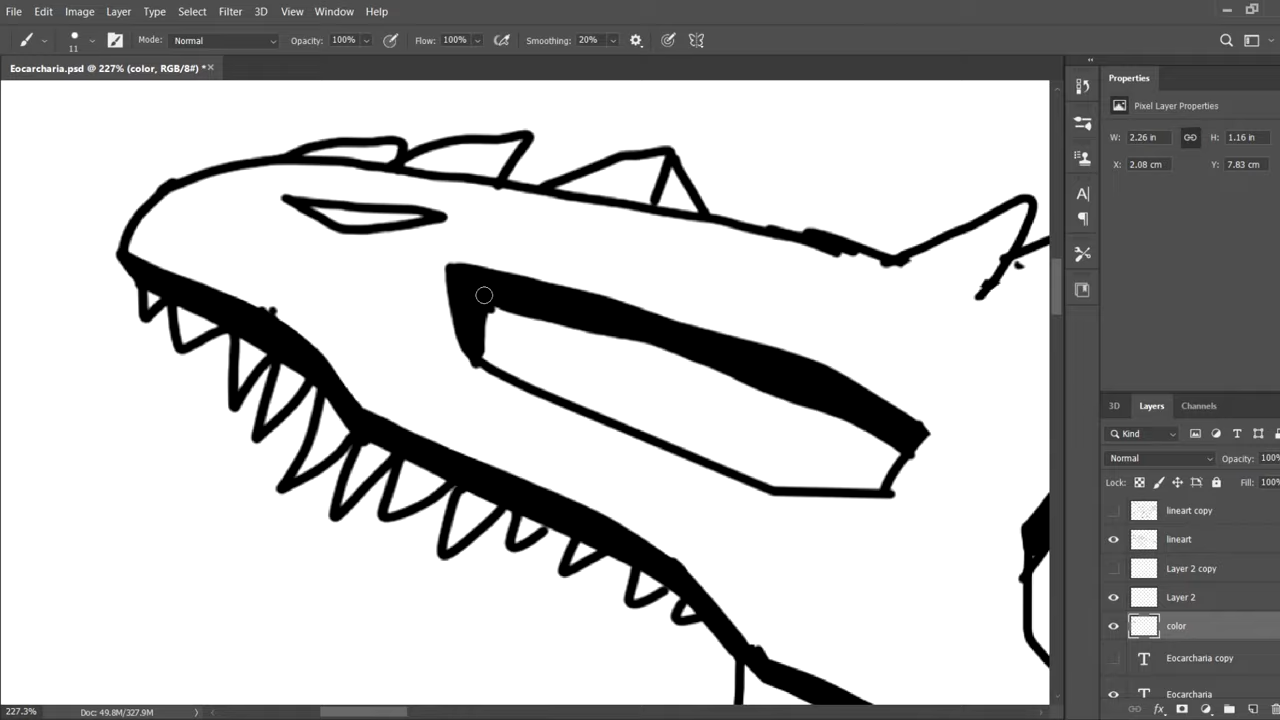 File Edit Image Layer Type Select Filter 3D View Window Help
11 Mode: Normal Opacity: 100% Flow: 100% Smoothing: 20%
Eocarcharia.psd @ 227% (color, RGB/8#) *
Properties
Pixel Layer Properties
W: 2.26 in H: 1.16 in
X: 2.08 cm Y: 7.83 cm
3D Layers Channels
Kind
Normal Opacity: 100%
Lock: Fill: 100%
lineart copy
lineart
Layer 2 copy
Layer 2
color
T Eocarcharia copy
T Eocarcharia
227.3% Doc: 49.8M/327.9M